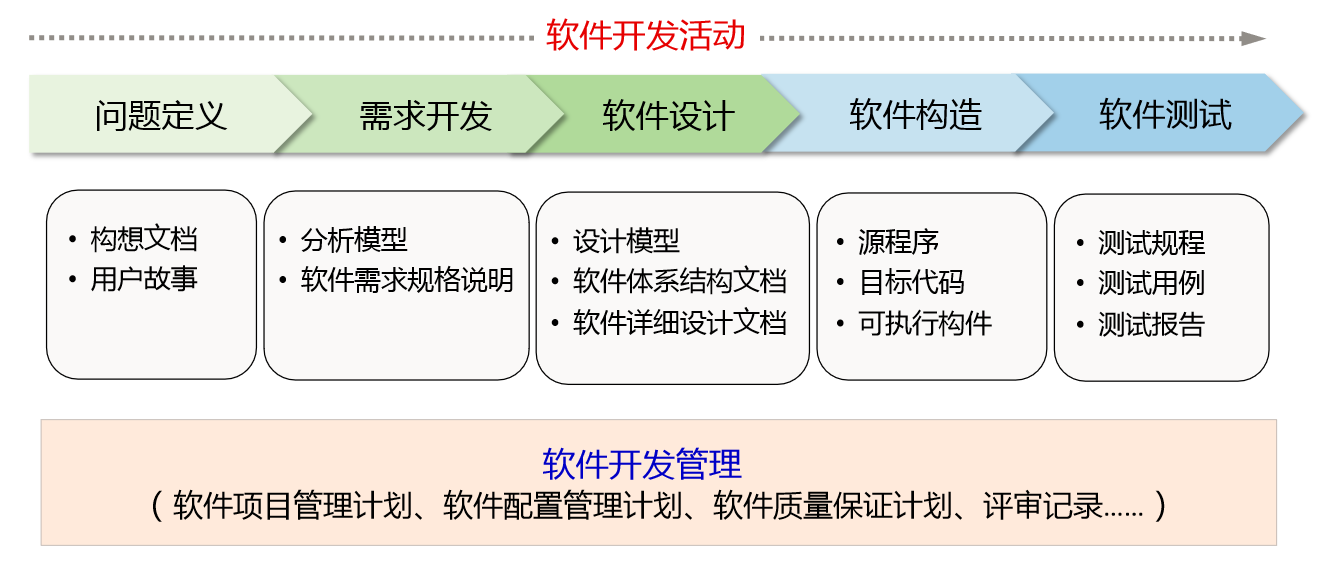 软件开发活动
问题定义
需求开发
软件设计
软件构造
软件测试
• 构想文档
• 用户故事
• 分析模型
• 软件需求规格说明
• 设计模型
• 软件体系结构文档
• 软件详细设计文档
• 源程序
• 目标代码
• 可执行构件
• 测试规程
• 测试用例
• 测试报告
软件开发管理
（软件项目管理计划、软件配置管理计划、软件质量保证计划、评审记录……）